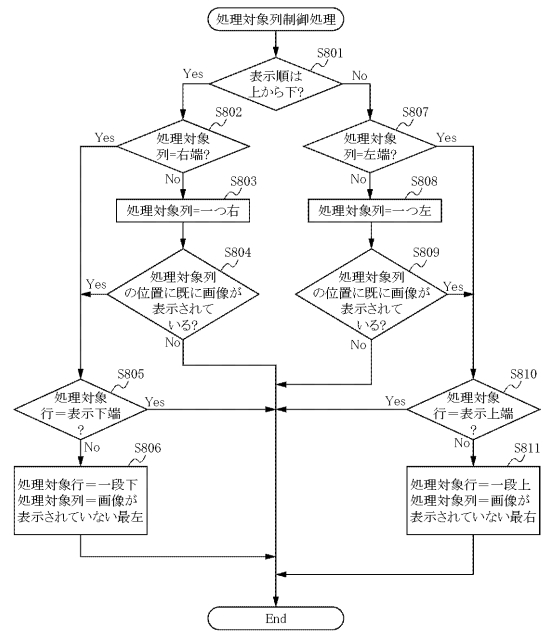 処理対象列制御処理
S801
表示順は
上から下?
Yes
No
S802
処理対象
列=右端?
Yes
No
S807
処理対象
列=左端?
Yes
No
S803
処理対象列=一つ右
S808
処理対象列=一つ左
S804
処理対象列
の位置に既に画像が
表示されて
いる?
Yes
No
S809
処理対象列
の位置に既に画像が
表示されて
いる?
Yes
No
S805
処理対象
行=表示下端
?
Yes
No
S810
処理対象
行=表示上端
?
Yes
No
S806
処理対象行=一段下
処理対象列=画像が
表示されていない最左
S811
処理対象行=一段上
処理対象列=画像が
表示されていない最右
End